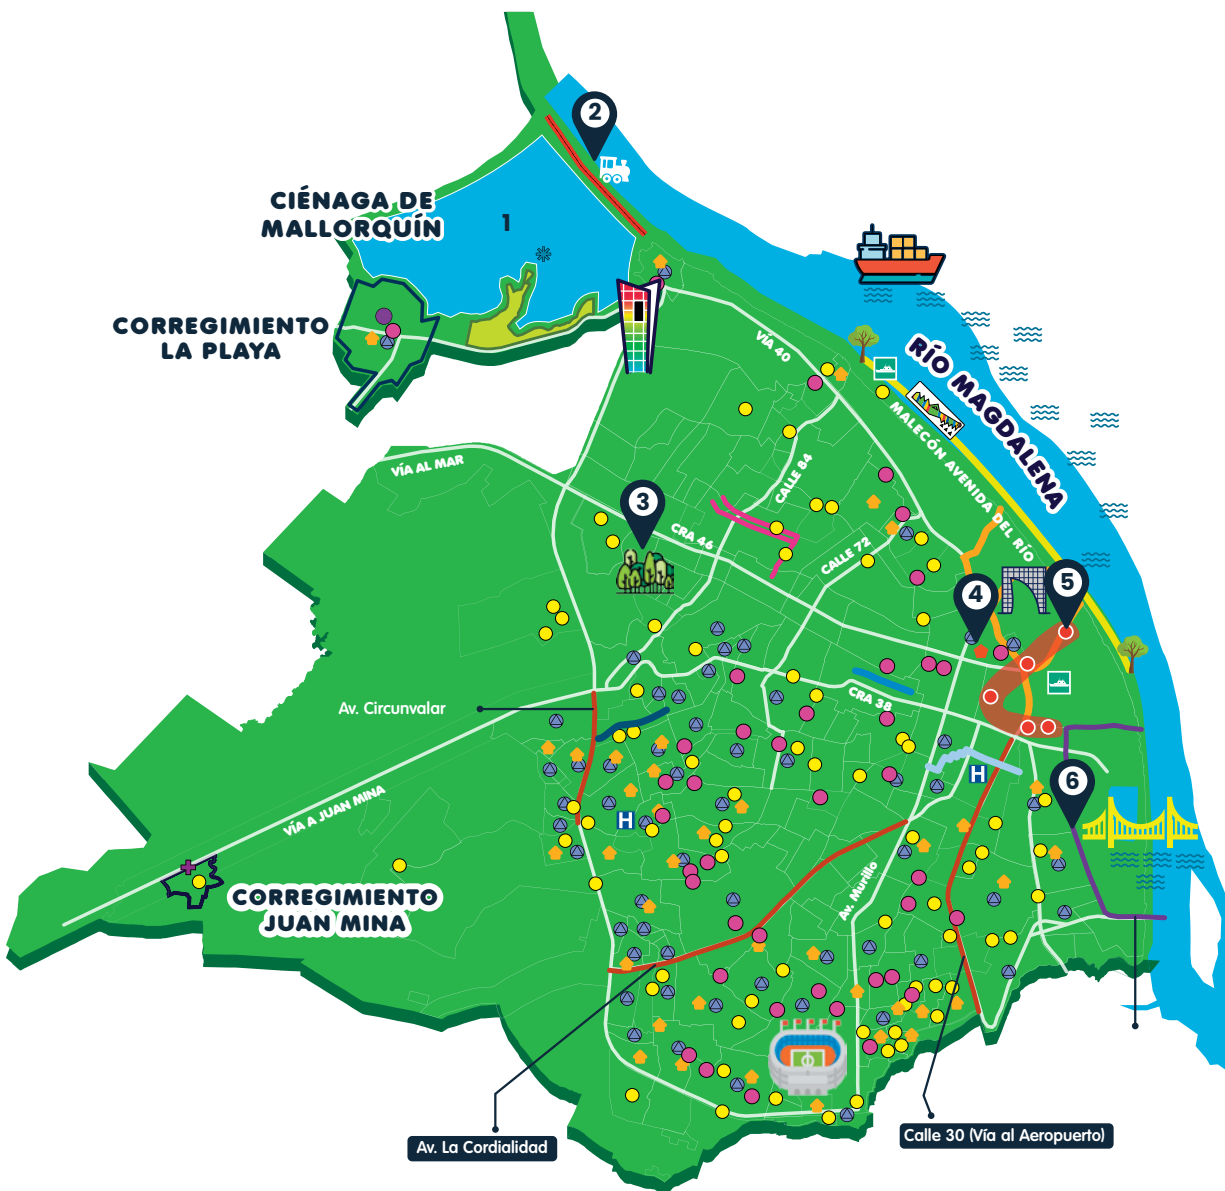 2
CIÉNAGA DE
MALLORQUÍN
1
CORREGIMIENTO
LA PLAYA
VÍA 40
RÍO MAGDALENA
MALECÓN AVENIDA DEL RÍO
VÍA AL MAR
CALLE 84
3
CRA 46
CALLE 72
4
5
Av. Circunvalar
CRA 38
H
6
VÍA A JUAN MINA
H
CORREGIMIENTO
JUAN MINA
Av. Murillo
Av. La Cordialidad
Calle 30 (Vía al Aeropuerto)